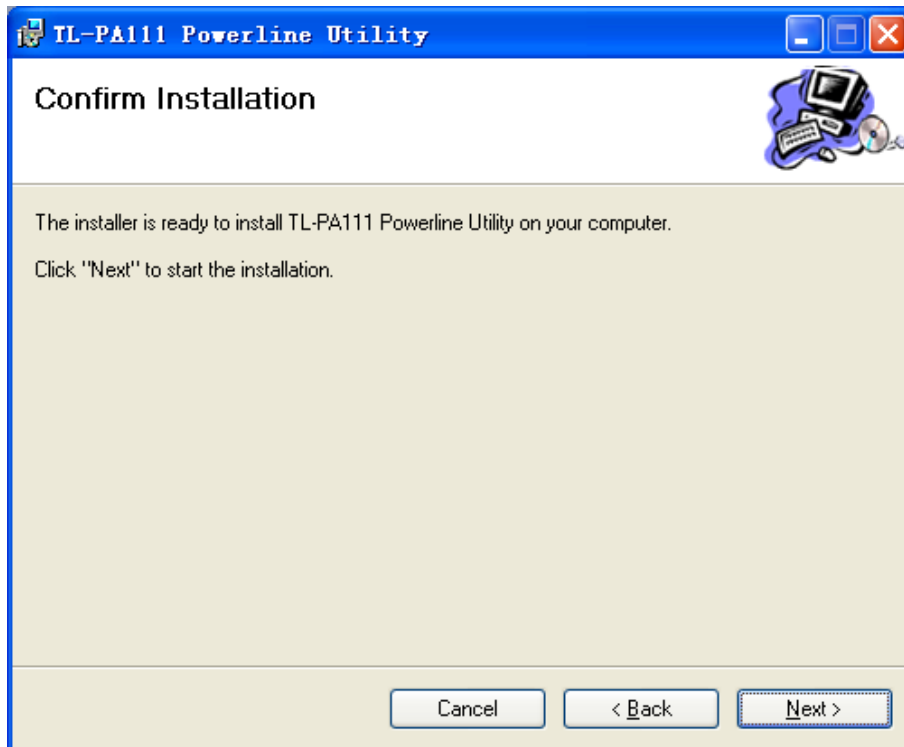 TL-PA111 Powerline Utility
Confirm Installation
The installer is ready to install TL-PA111 Powerline Utility on your computer.
Click "Next" to start the installation.
Cancel
< Back
Next >